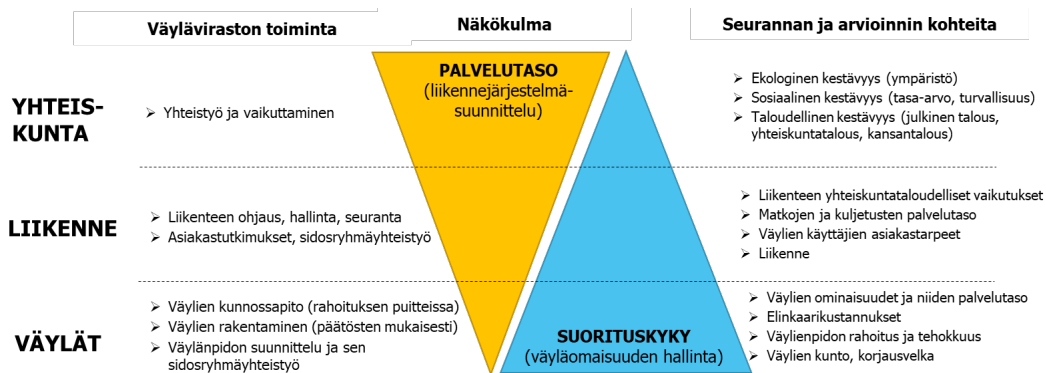 Väyläviraston toiminta
Näkökulma
Seurannan ja arvioinnin kohteita
YHTEIS-
KUNTA
➢ Yhteistyö ja vaikuttaminen
PALVELUTASO
(liikennejärjestelmä-
suunnittelu)
➢ Ekologinen kestävyys (ympäristö)
➢ Sosiaalinen kestävyys (tasa-arvo, turvallisuus)
➢ Taloudellinen kestävyys (julkinen talous,
yhteiskuntatalous, kansantalous)
LIIKENNE
➢ Liikenteen ohjaus, hallinta, seuranta
➢ Asiakastutkimukset, sidosryhmäyhteistyö
➢ Liikenteen yhteiskuntataloudelliset vaikutukset
➢ Matkojen ja kuljetusten palvelutaso
➢ Väylien käyttäjien asiakastarpeet
➢ Liikenne
VÄYLÄT
➢ Väylien kunnossapito (rahoituksen puitteissa)
➢ Väylien rakentaminen (päätösten mukaisesti)
➢ Väylänpidon suunnittelu ja sen
sidosryhmäyhteistyö
SUORITUSKYKY
(väyläomaisuuden hallinta)
➢ Väylien ominaisuudet ja niiden palvelutaso
➢ Elinkaarikustannukset
➢ Väylienpidon rahoitus ja tehokkuus
➢ Väylien kunto, korjausvelka